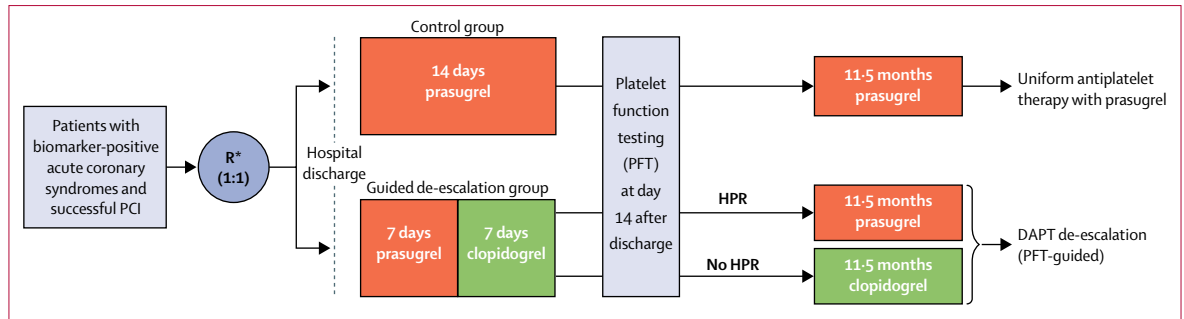 Control group
14 days
prasugrel
Patients with
biomarker-positive
acute coronary
syndromes and
successful PCI
R*
(1:1)
Hospital
discharge
Guided de-escalation group
7 days
prasugrel
7 days
clopidogrel
Platelet
function
testing
(PFT)
at day
14 after
discharge
HPR
No HPR
11·5 months
prasugrel
11·5 months
prasugrel
11·5 months
clopidogrel
Uniform antiplatelet
therapy with prasugrel
DAPT de-escalation
(PFT-guided)